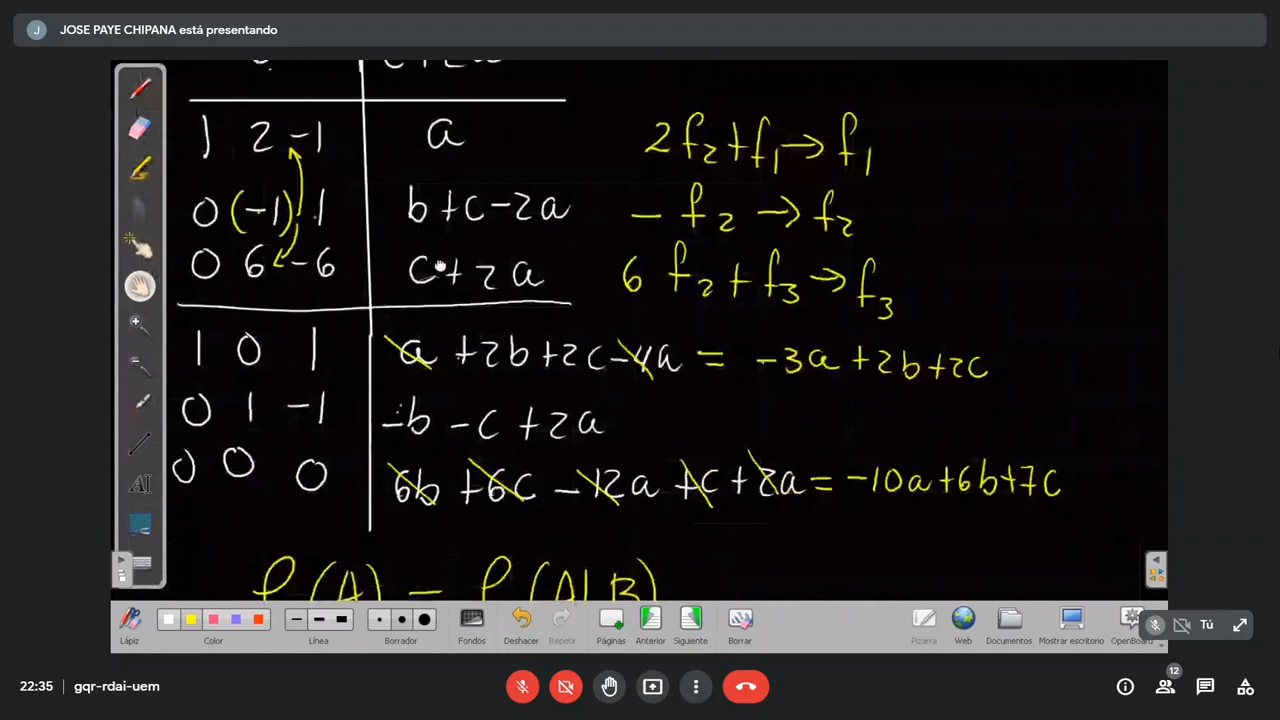 J JOSE PAYE CHIPANA está presentando
1 2 -1 a 2f₂+f₁→f₁
0 (-1) 1 b+c-2a -f₂→f₂
0 6 -6 c+2a 6f₂+f₃→f₃
1 0 1 a+2b+2c-4a = -3a+2b+2c
0 1 -1 -b-c+2a
0 0 0 6b+6c-12a+c+2a = -10a+6b+7c
ρ(A) = ρ(A|B)
Lápiz Color Línea Borrador Fondos Deshacer Repetir Páginas Anterior Siguiente Borrar Pizarra Web Documentos Mostrar escritorio OpenBoard
Tú
22:35 | gqr-rdai-uem 12